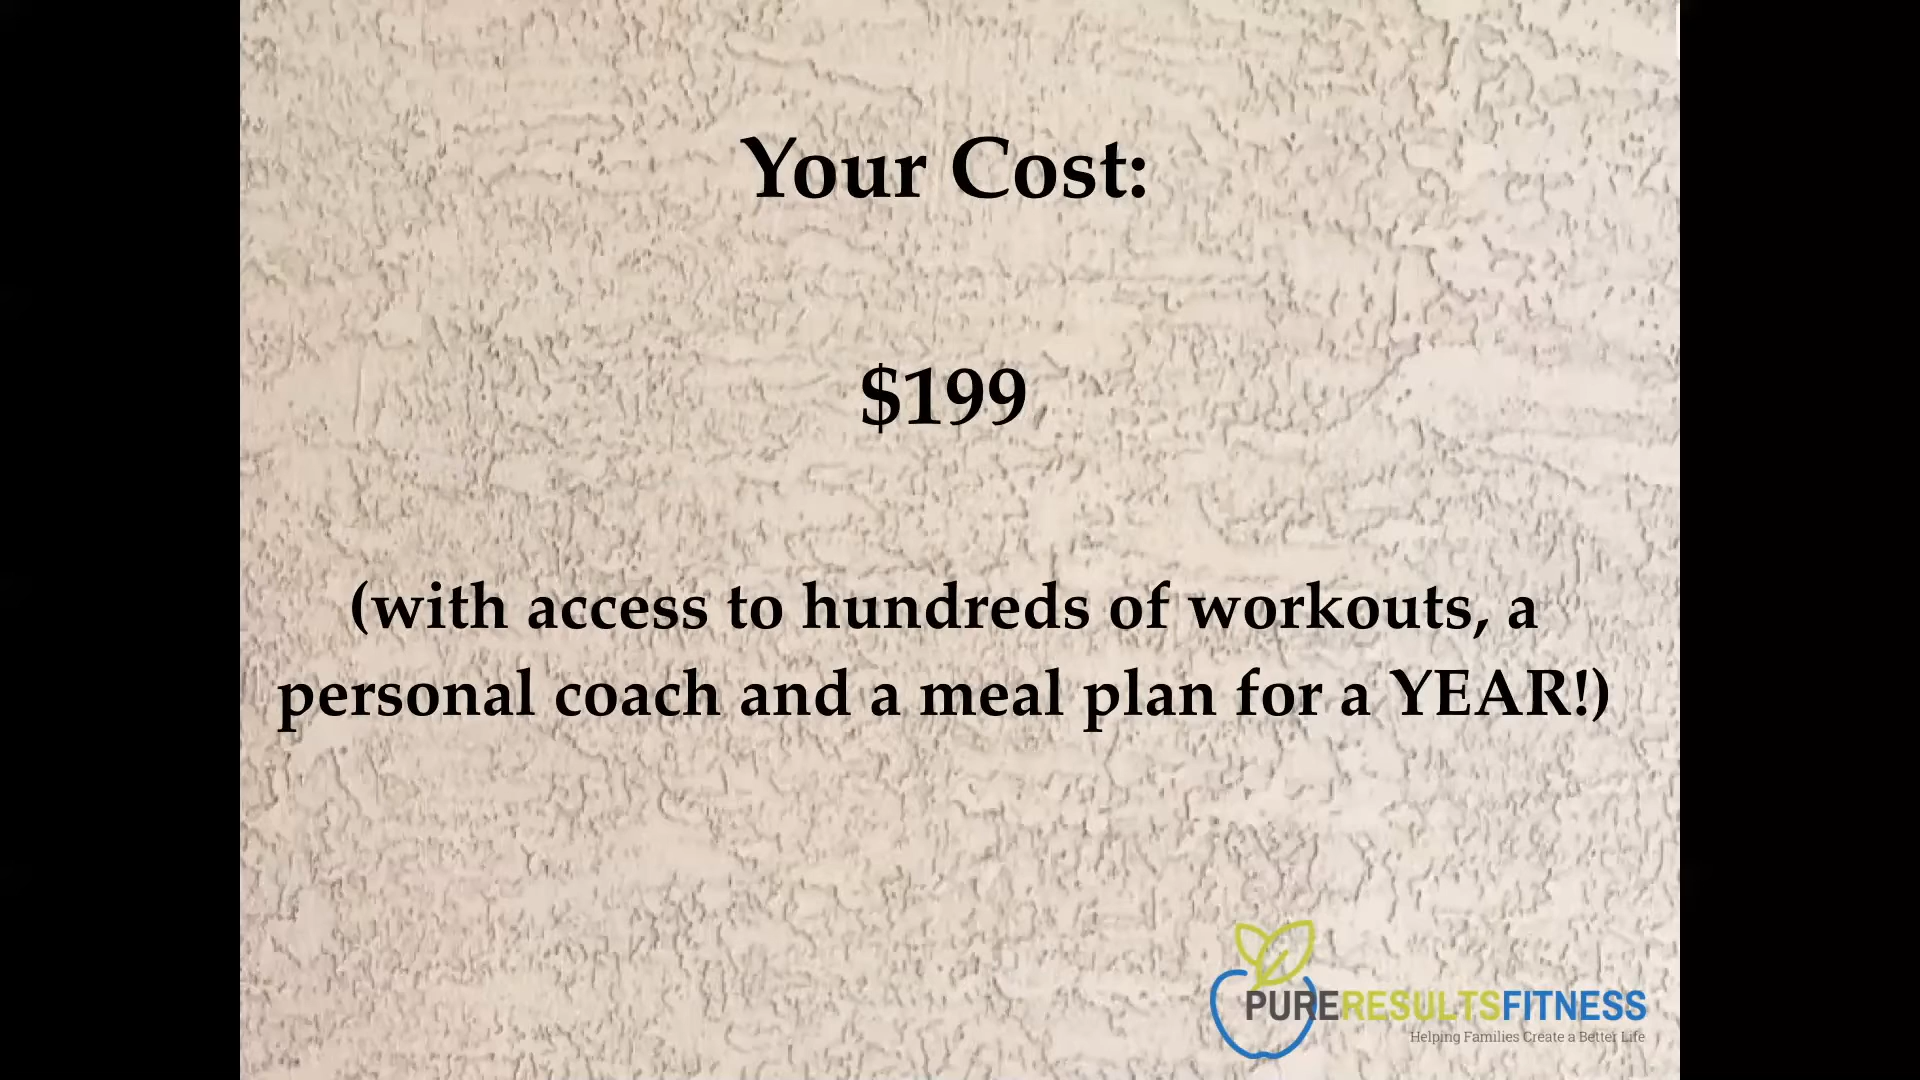 Your Cost:
$199
(with access to hundreds of workouts, a
personal coach and a meal plan for a YEAR!)
PURERESULTSFITNESS
Helping Families Create a Better Life